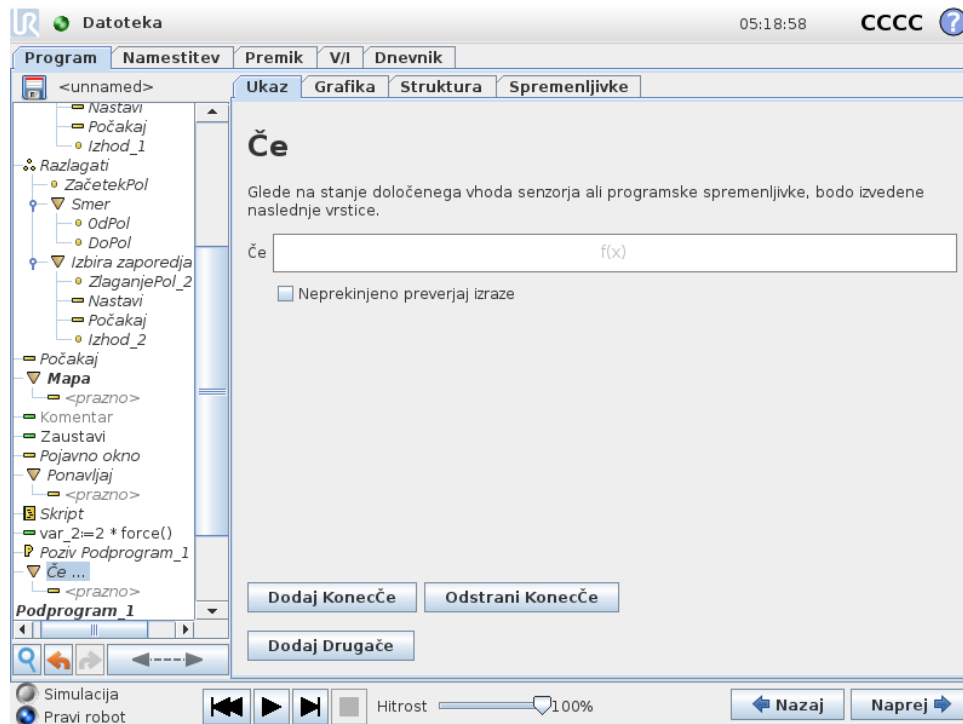 UR Datoteka 05:18:58 CCCC ?
Program Namestitev Premik V/I Dnevnik
<unnamed>
Ukaz Grafika Struktura Spremenljivke
Nastavi
Počakaj
Izhod_1
Razlagati
ZačetekPol
Smer
OdPol
DoPol
Izbira zaporedja
ZlaganjePol_2
Nastavi
Počakaj
Izhod_2
Počakaj
Mapa
<prazno>
Komentar
Zaustavi
Pojavno okno
Ponavljaj
<prazno>
Skript
var_2:=2 * force()
P Poziv Podprogram_1
Če ...
<prazno>
Podprogram_1
Če
Glede na stanje določenega vhoda senzorja ali programske spremenljivke, bodo izvedene
naslednje vrstice.
Če f(x)
Neprekinjeno preverjaj izraze
Dodaj KonecČe Odstrani KonecČe
Dodaj Drugače
Simulacija
Pravi robot
Hitrost 100%
Nazaj Naprej